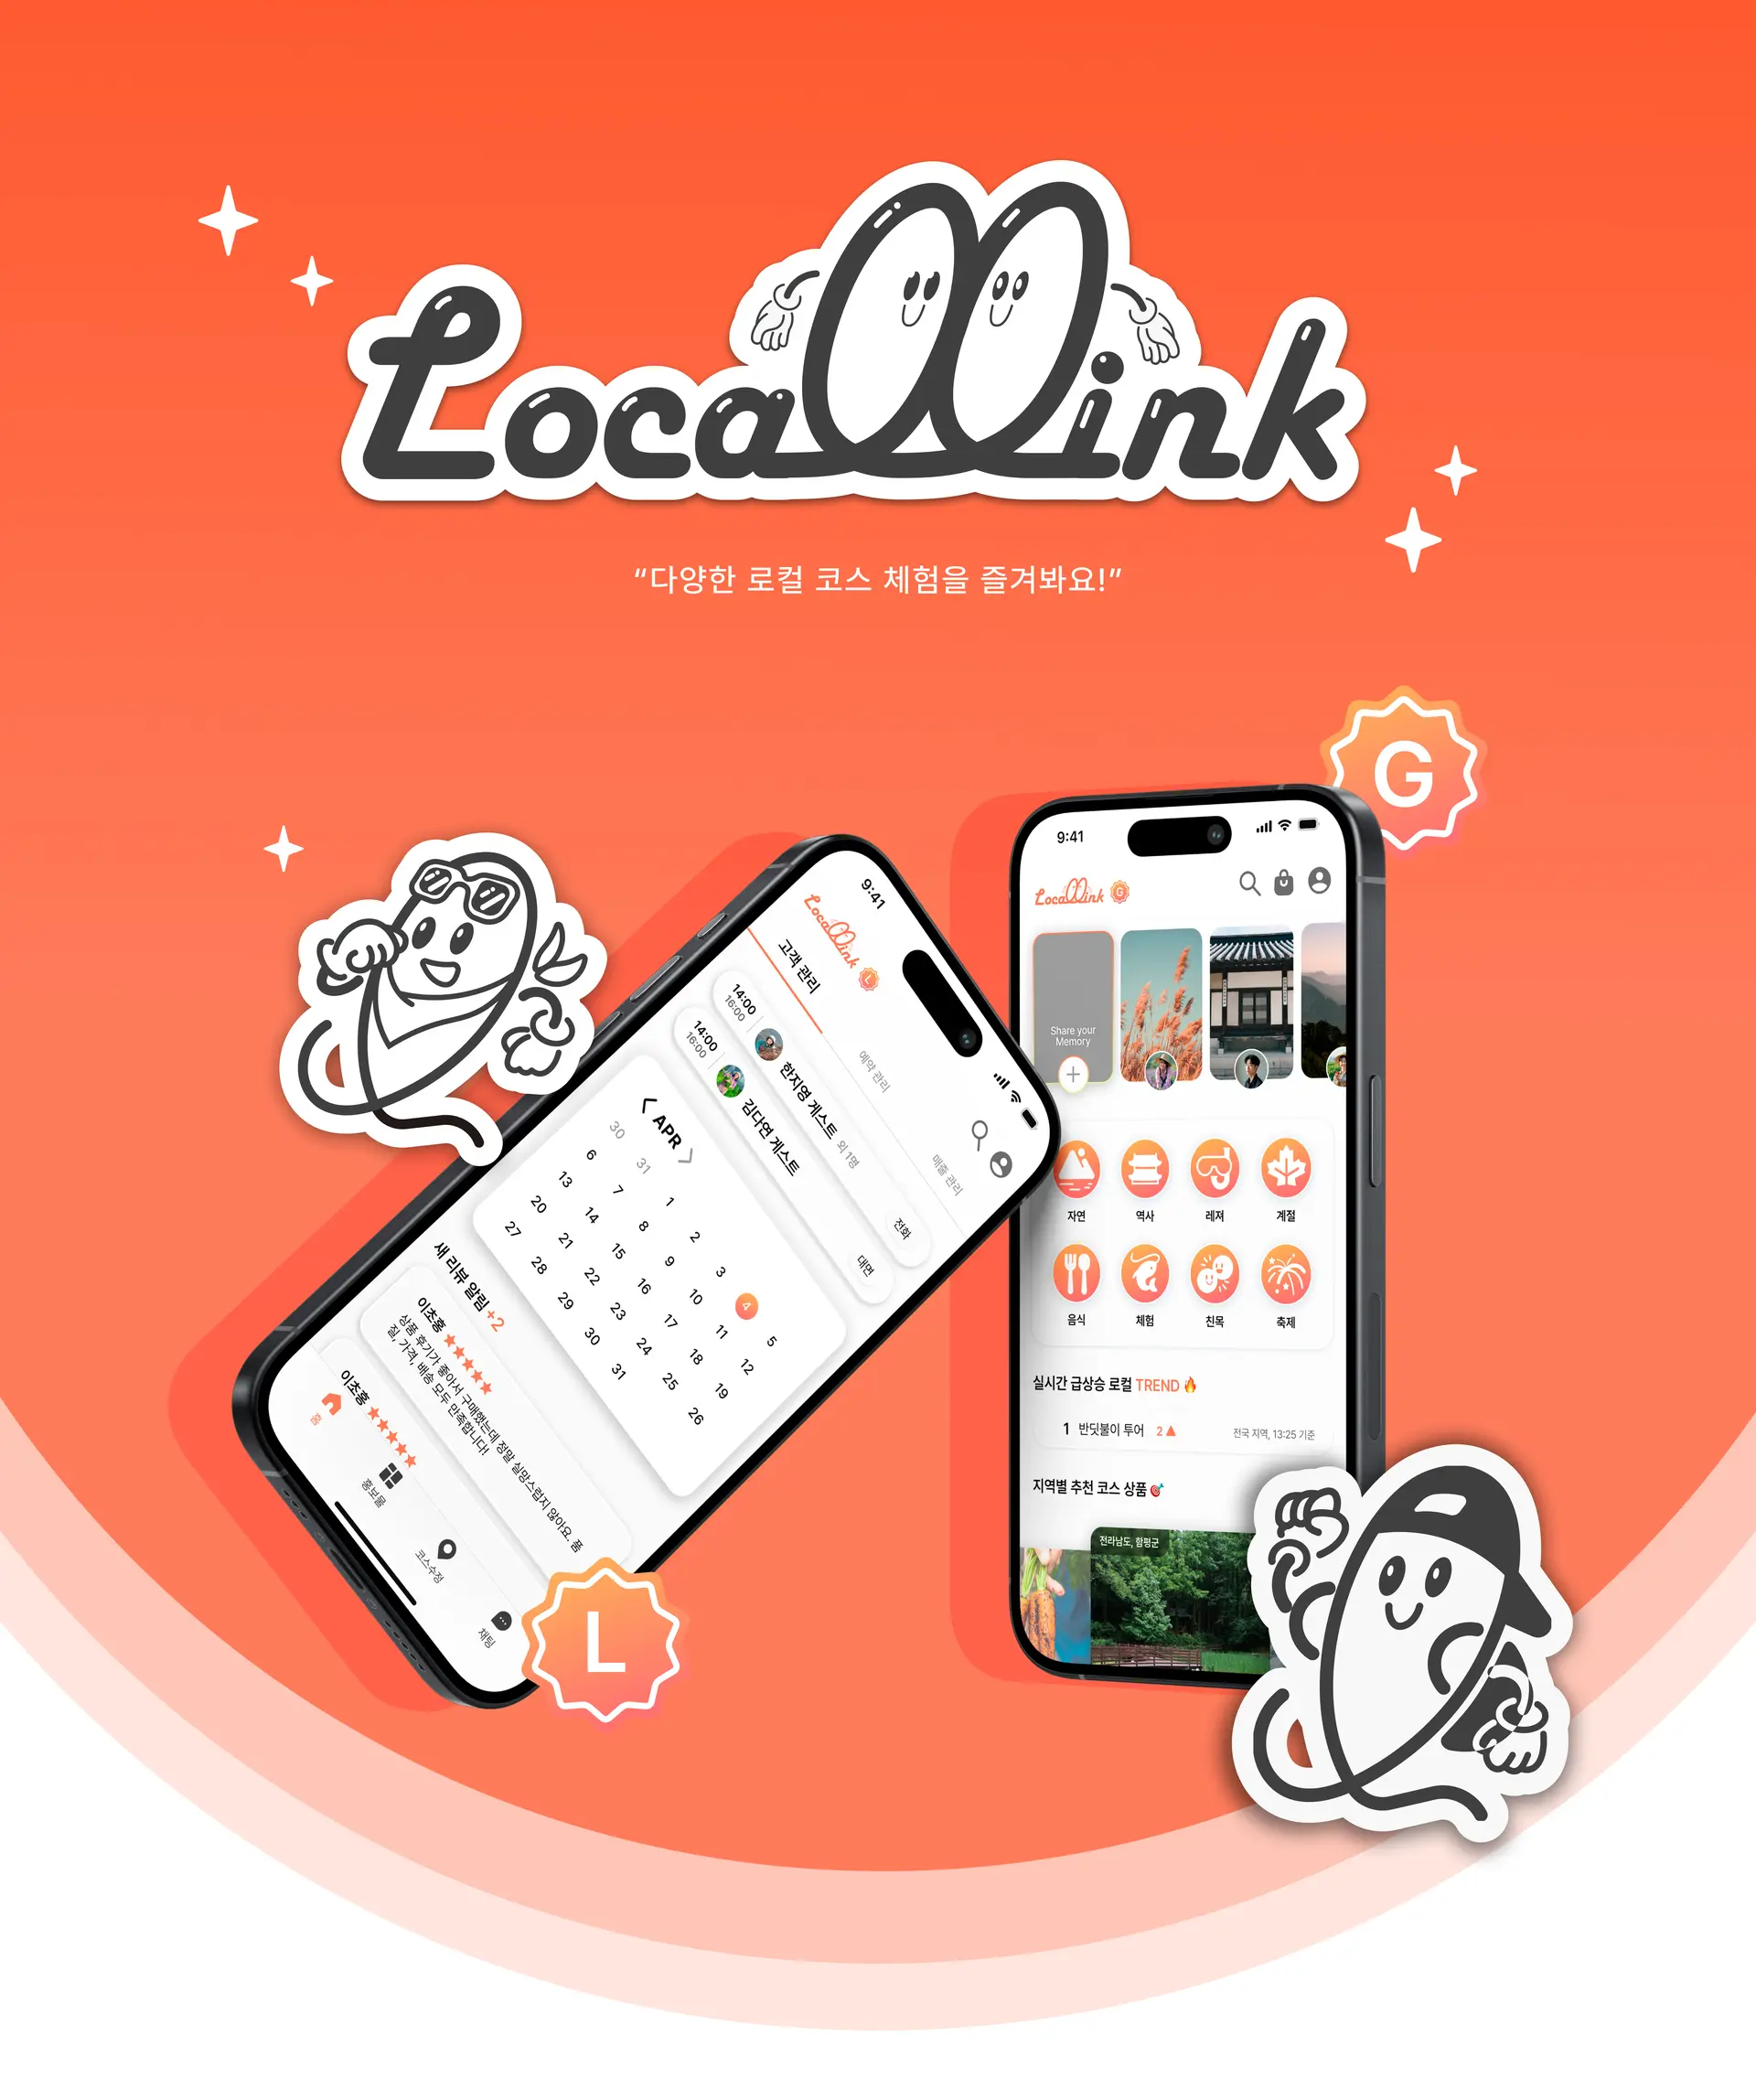 Locallink
“다양한 로컬 코스 체험을 즐겨봐요!”
G
9:41
Locallink G
Share your
Memory
자연 역사 레져 계절
음식 체험 친목 축제
실시간 급상승 로컬 TREND
1 반딧불이 투어 2 ▲ 전국 지역, 13:25 기준
지역별 추천 코스 상품
전라남도, 함평군
9:41
Locallink L
고객 관리 예약 관리 매출 관리
14:00
16:00
한지영 게스트 외 1명 전화
14:00
16:00
김다연 게스트 대면
APR
30 31 1 2 3 4 5
6 7 8 9 10 11 12
13 14 15 16 17 18 19
20 21 22 23 24 25 26
27 28 29 30 31
새 리뷰 알림 +2
이초홍 ★★★★★
상품 후기가 좋아서 구매했는데 정말 실망스럽지 않아요. 품
질, 가격, 배송 모두 만족합니다!
이초홍 ★★★★★
홈 홍보물 코스수정 채팅
L